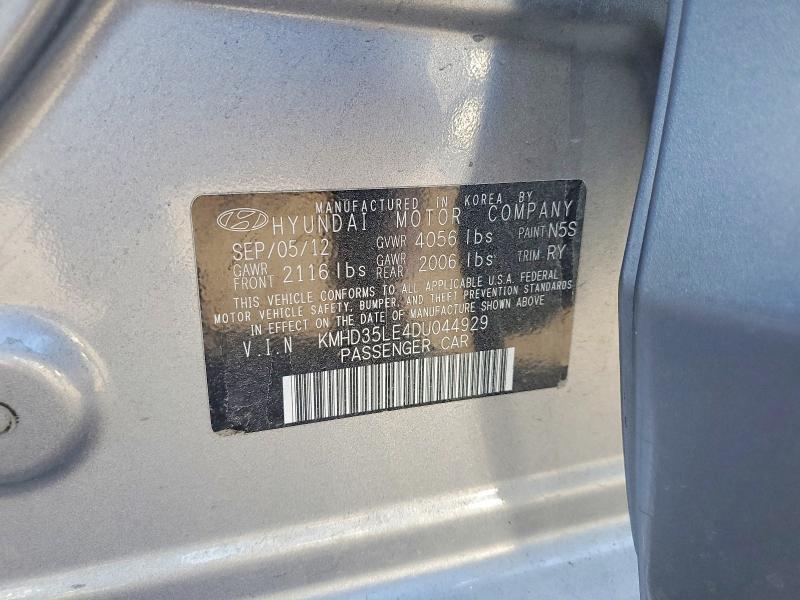 MANUFACTURED IN KOREA BY
HYUNDAI MOTOR COMPANY
SEP/05/12 GVWR 4056 lbs PAINT N5S
GAWR FRONT 2116 lbs GAWR REAR 2006 lbs TRIM RY
THIS VEHICLE CONFORMS TO ALL APPLICABLE U.S.A. FEDERAL
MOTOR VEHICLE SAFETY, BUMPER, AND THEFT PREVENTION STANDARDS
IN EFFECT ON THE DATE OF MANUFACTURE SHOWN ABOVE
V.I.N KMHD35LE4DU044929
PASSENGER CAR